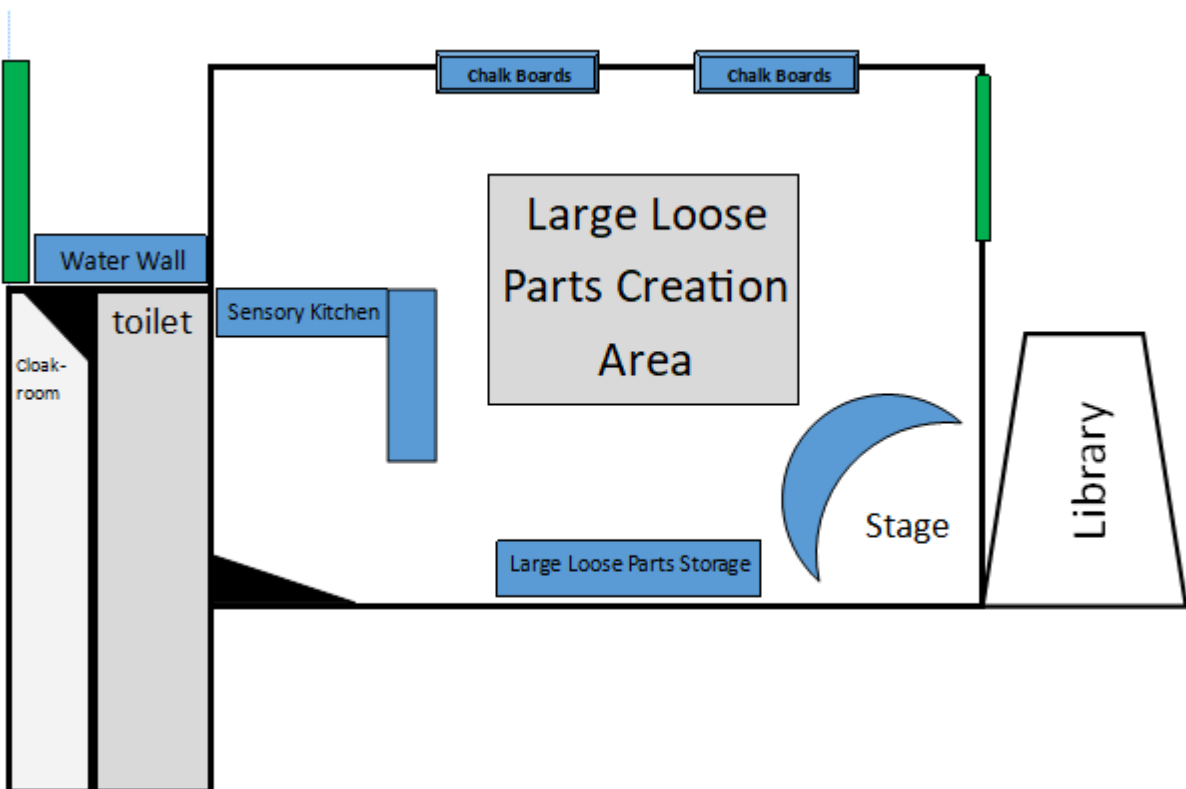 Chalk Boards
Chalk Boards
Large Loose
Parts Creation
Area
Water Wall
Sensory Kitchen
toilet
Cloak-
room
Library
Stage
Large Loose Parts Storage